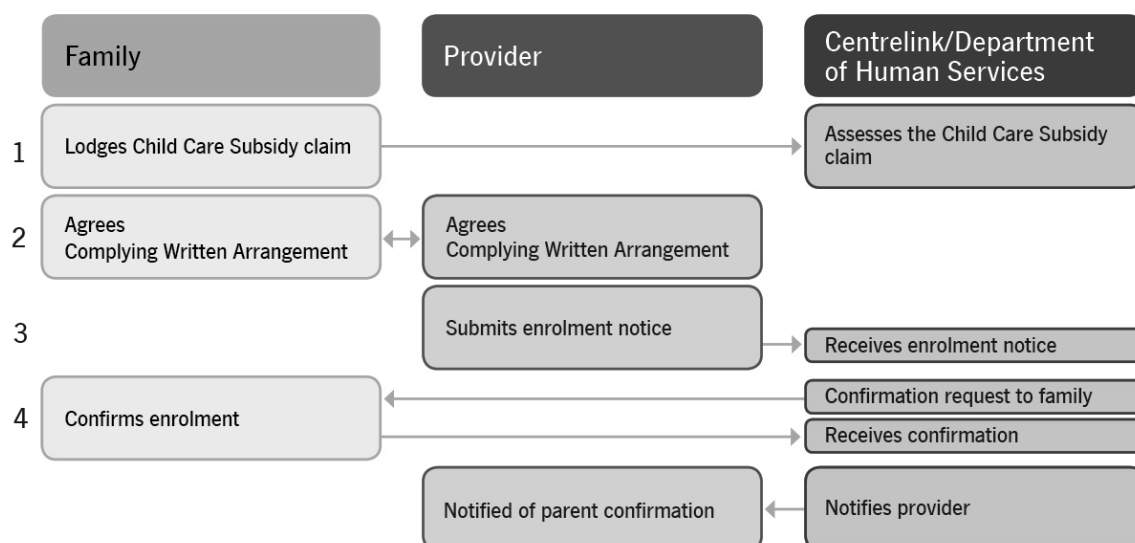 Family
Provider
Centrelink/Department
of Human Services
1
Lodges Child Care Subsidy claim
Assesses the Child Care Subsidy
claim
2
Agrees
Complying Written Arrangement
Agrees
Complying Written Arrangement
3
Submits enrolment notice
Receives enrolment notice
4
Confirms enrolment
Confirmation request to family
Receives confirmation
Notified of parent confirmation
Notifies provider